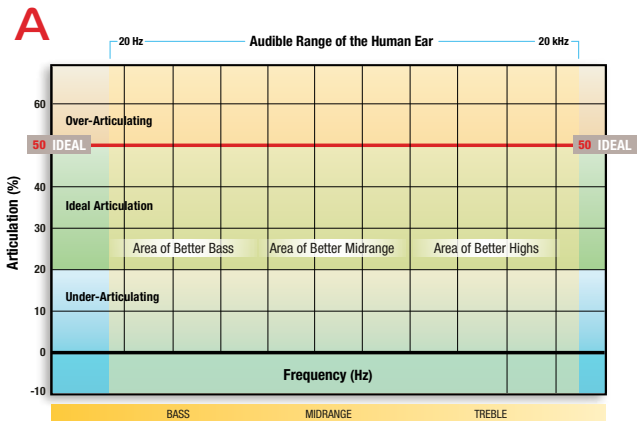 A
20 Hz Audible Range of the Human Ear 20 kHz
60
Over-Articulating
50 IDEAL 50 IDEAL
40
Ideal Articulation
30
Area of Better Bass Area of Better Midrange Area of Better Highs
20
Under-Articulating
10
0
Frequency (Hz)
-10
Articulation (%)
BASS MIDRANGE TREBLE